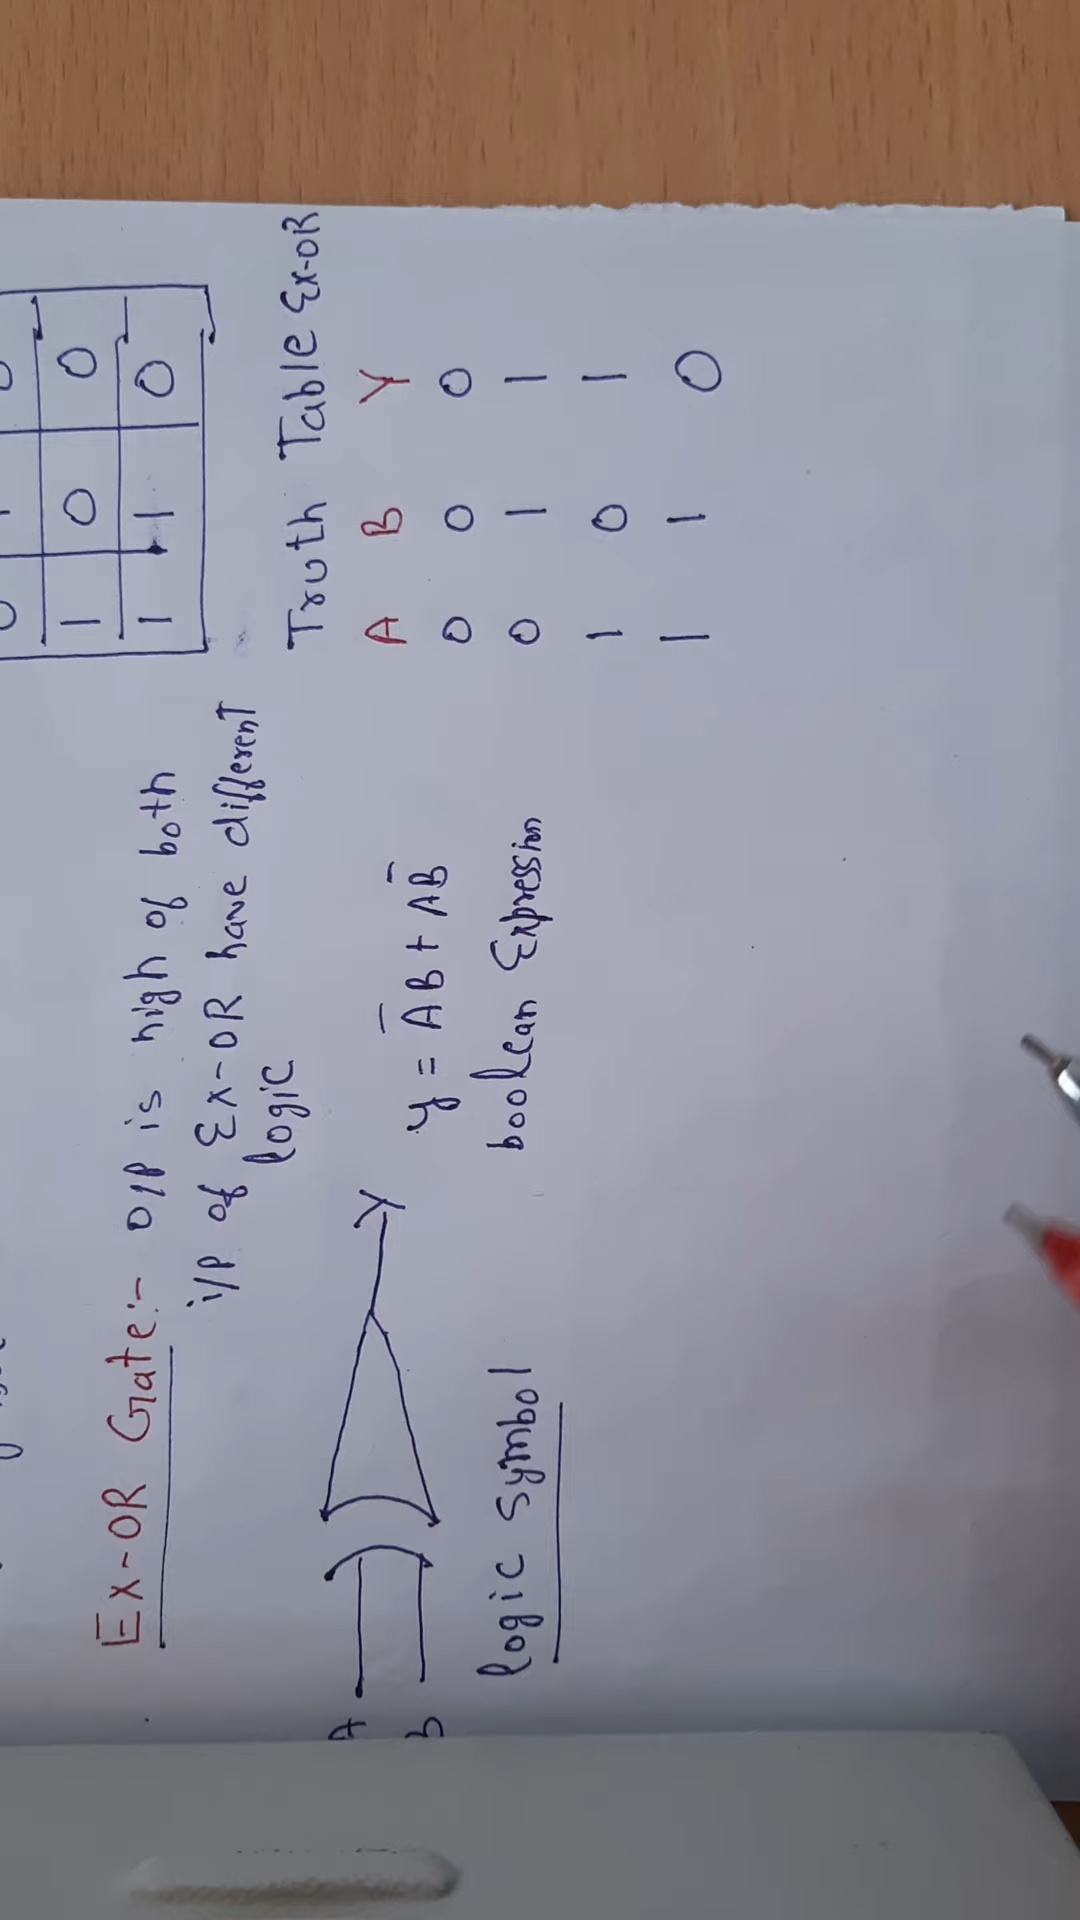 0 0
1 0 0
1 1 0
Ex-OR Gate:- O/P is high of both
i/P of Ex-OR have different
logic
A
B
Y
y = A̅B + AB̅
boolean Expression
logic Symbol
Truth Table Ex-OR
A B Y
0 0 0
0 1 1
1 0 1
1 1 0